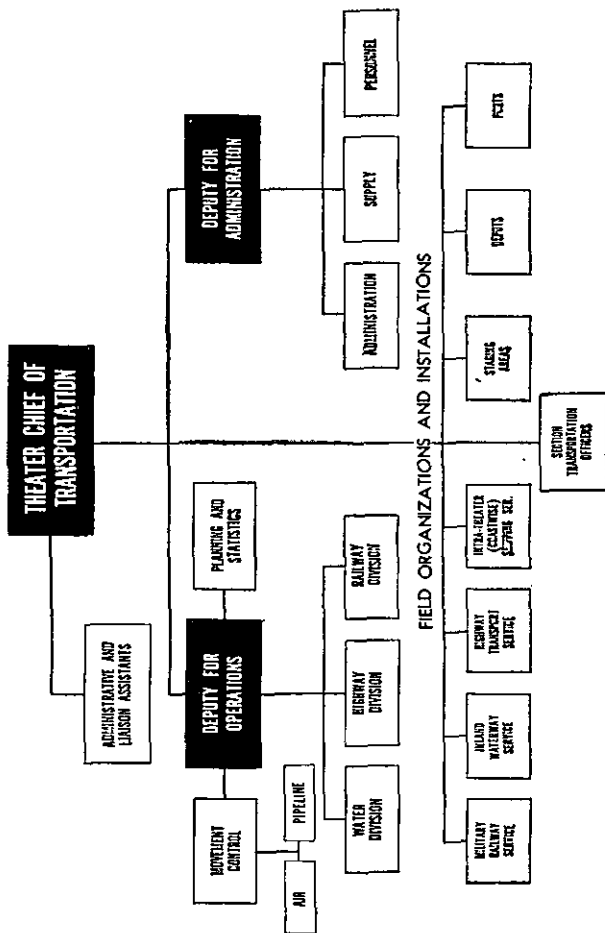 THEATER CHIEF OF
TRANSPORTATION
ADMINISTRATIVE AND
LIAISON ASSISTANTS
DEPUTY FOR
OPERATIONS
DEPUTY FOR
ADMINISTRATION
MOVEMENT
CONTROL
PLANNING AND
STATISTICS
AIR
PIPELINE
WATER
DIVISION
HIGHWAY
DIVISION
RAILWAY
DIVISION
ADMINISTRATION
SUPPLY
PERSONNEL
FIELD ORGANIZATIONS AND INSTALLATIONS
MILITARY
RAILWAY
SERVICE
INLAND
WATERWAY
SERVICE
HIGHWAY
TRANSPORT
SERVICE
INTRA-THEATER
(COASTWISE)
SHIPPING SER.
STAGING
AREAS
DEPOTS
PORTS
SECTION
TRANSPORTATION
OFFICERS